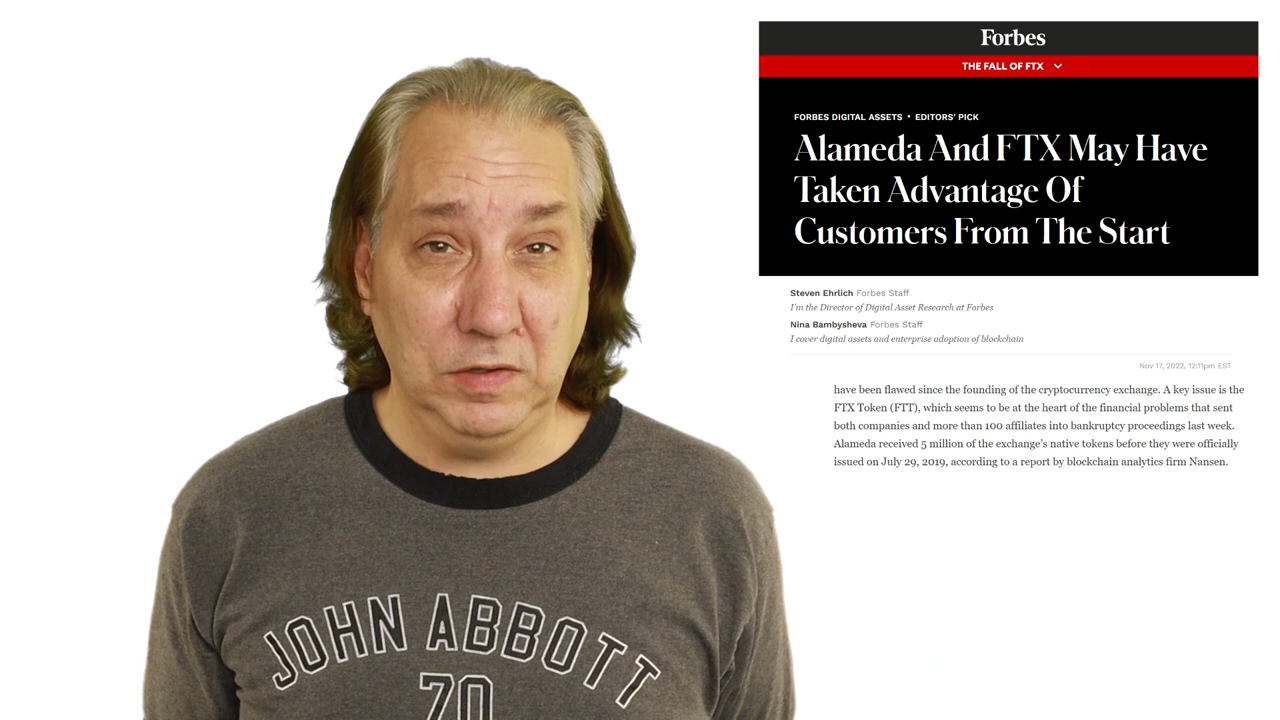 Forbes
THE FALL OF FTX
FORBES DIGITAL ASSETS • EDITORS' PICK
Alameda And FTX May Have
Taken Advantage Of
Customers From The Start
Steven Ehrlich Forbes Staff
I'm the Director of Digital Asset Research at Forbes
Nina Bambysheva Forbes Staff
I cover digital assets and enterprise adoption of blockchain
Nov 17, 2022, 12:11pm EST
have been flawed since the founding of the cryptocurrency exchange. A key issue is the
FTX Token (FTT), which seems to be at the heart of the financial problems that sent
both companies and more than 100 affiliates into bankruptcy proceedings last week.
Alameda received 5 million of the exchange's native tokens before they were officially
issued on July 29, 2019, according to a report by blockchain analytics firm Nansen.
JOHN ABBOTT
70